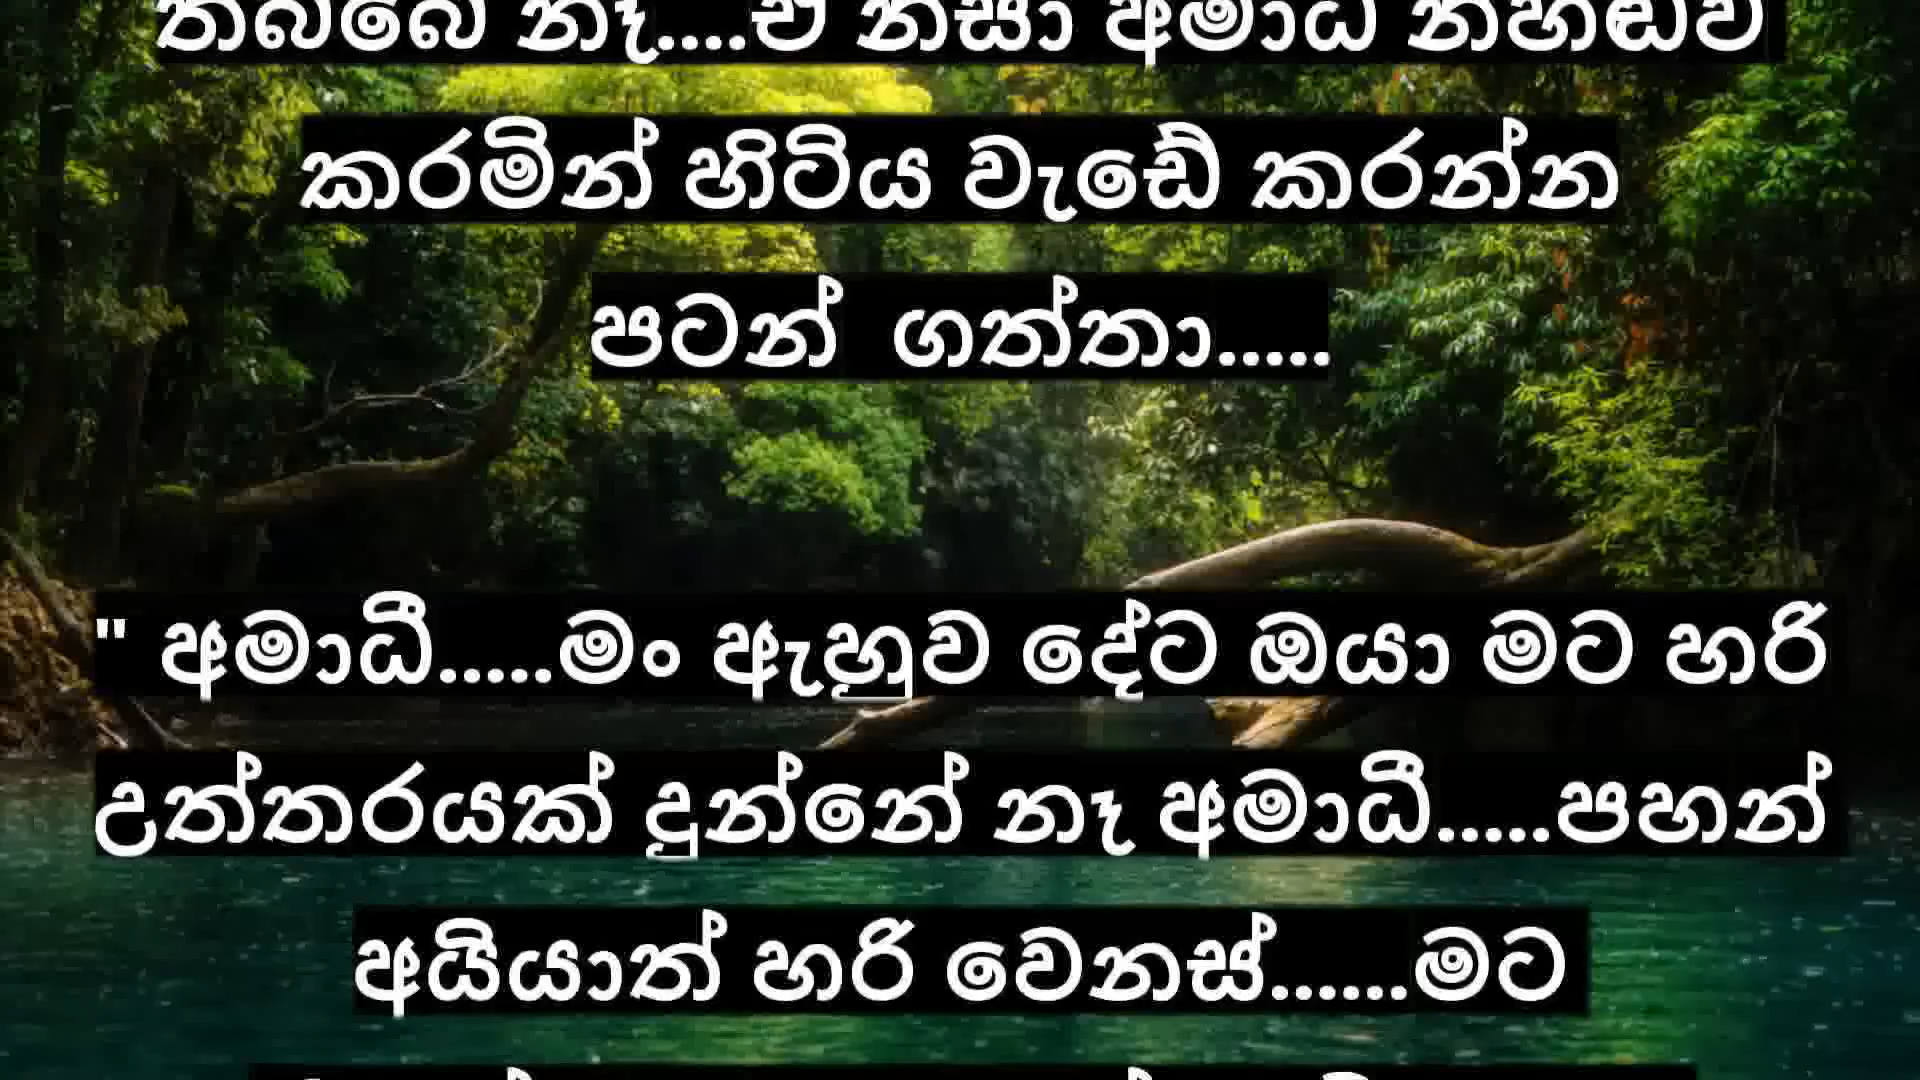 තිබ්බෙ නෑ....ඒ නිසා අමාධි නිහඬව
කරමින් හිටිය වැඩේ කරන්න
පටන්  ගත්තා.....
" අමාධී.....මං ඇහුව දේට ඔයා මට හරි
උත්තරයක් දුන්නේ නෑ අමාධී.....පහන්
අයියාත් හරි වෙනස්......මට